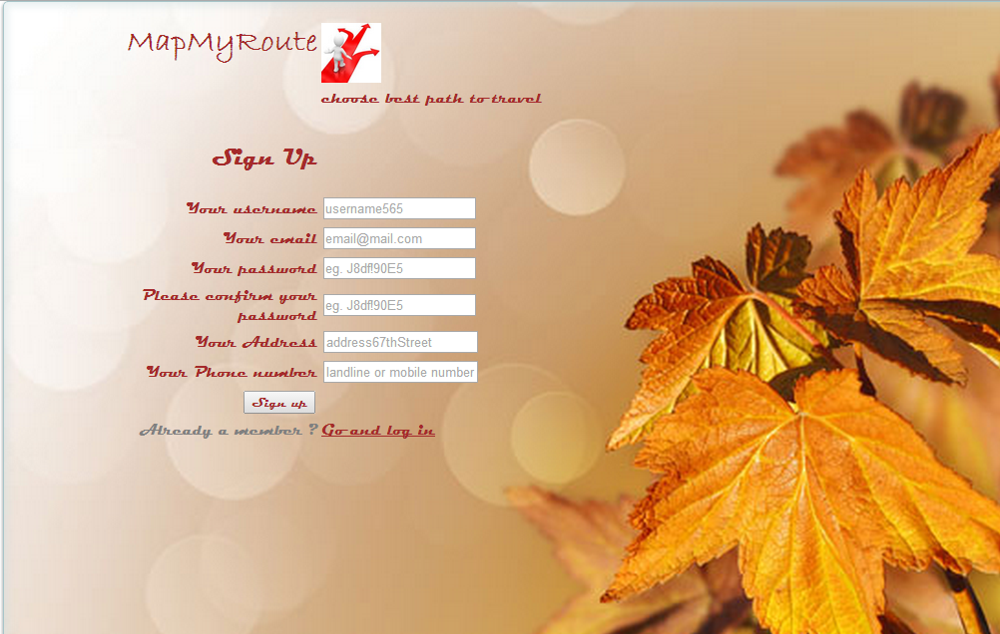 MapMyRoute
choose best path to travel
Sign Up
Your username username565
Your email email@mail.com
Your password eg. J8dfl90E5
Please confirm your
password eg. J8dfl90E5
Your Address address67thStreet
Your Phone number landline or mobile number
Sign up
Already a member ? Go and log in